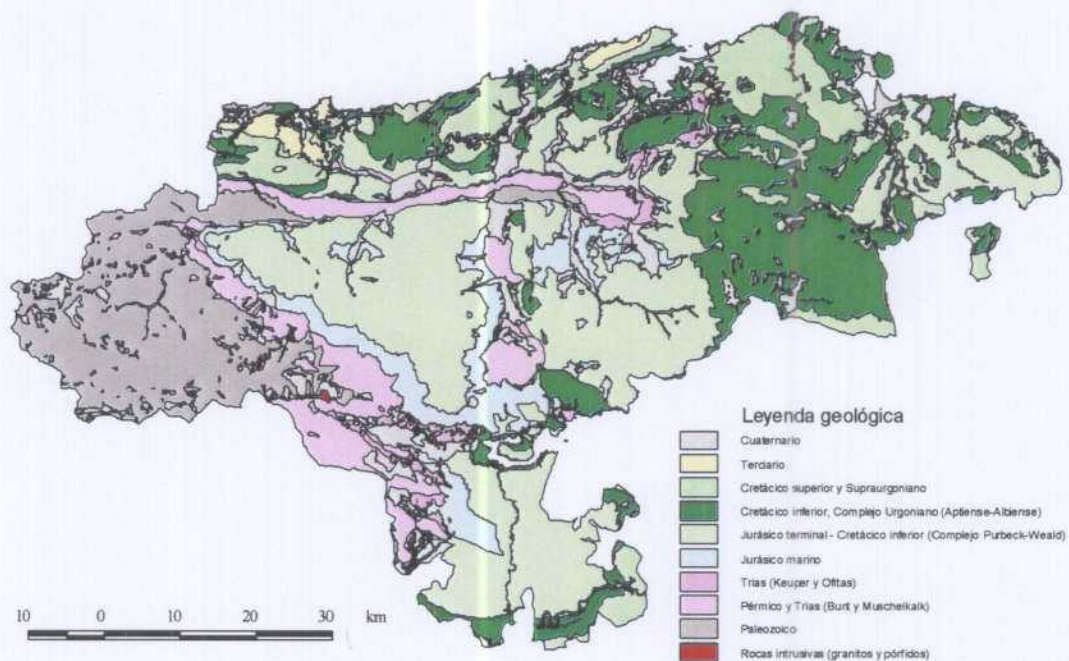 Leyenda geológica
Cuaternario
Terciario
Cretácico superior y Supraurgoniano
Cretácico inferior, Complejo Urgoniano (Aptiense-Albiense)
Jurásico terminal - Cretácico inferior (Complejo Purbeck-Weald)
Jurásico marino
Trias (Keuper y Ofitas)
Pérmico y Trias (Bunt y Muschelkalk)
Paleozoico
Rocas intrusivas (granitos y pórfidos)
10 0 10 20 30 km